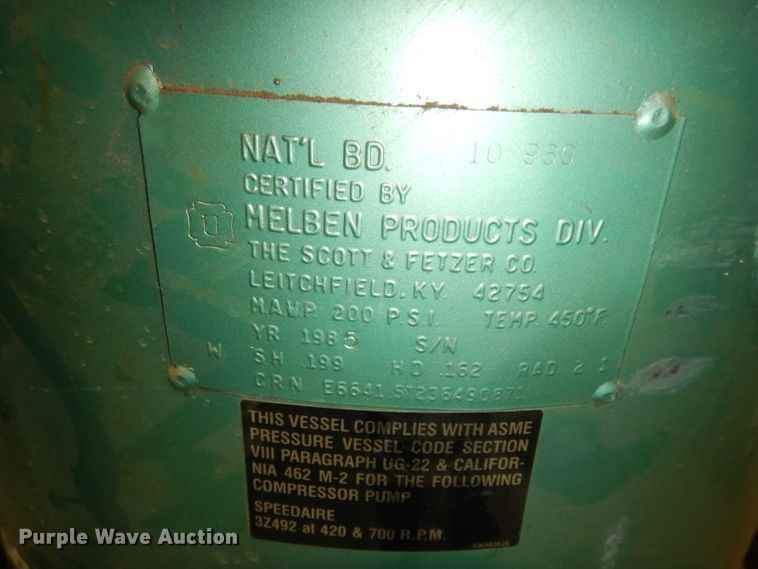 NAT'L BD.
CERTIFIED BY
U MELBEN PRODUCTS DIV.
THE SCOTT & FETZER CO.
LEITCHFIELD, KY. 42754
M.A.W.P. 200 P.S.I. TEMP. 450°F.
YR. 1985 S/N
W SH .199 HD .162 RAD 2 1
CRN
THIS VESSEL COMPLIES WITH ASME
PRESSURE VESSEL CODE SECTION
VIII PARAGRAPH UG-22 & CALIFOR-
NIA 462 M-2 FOR THE FOLLOWING
COMPRESSOR PUMP
SPEEDAIRE
3Z492 at 420 & 700 R.P.M.
Purple Wave Auction